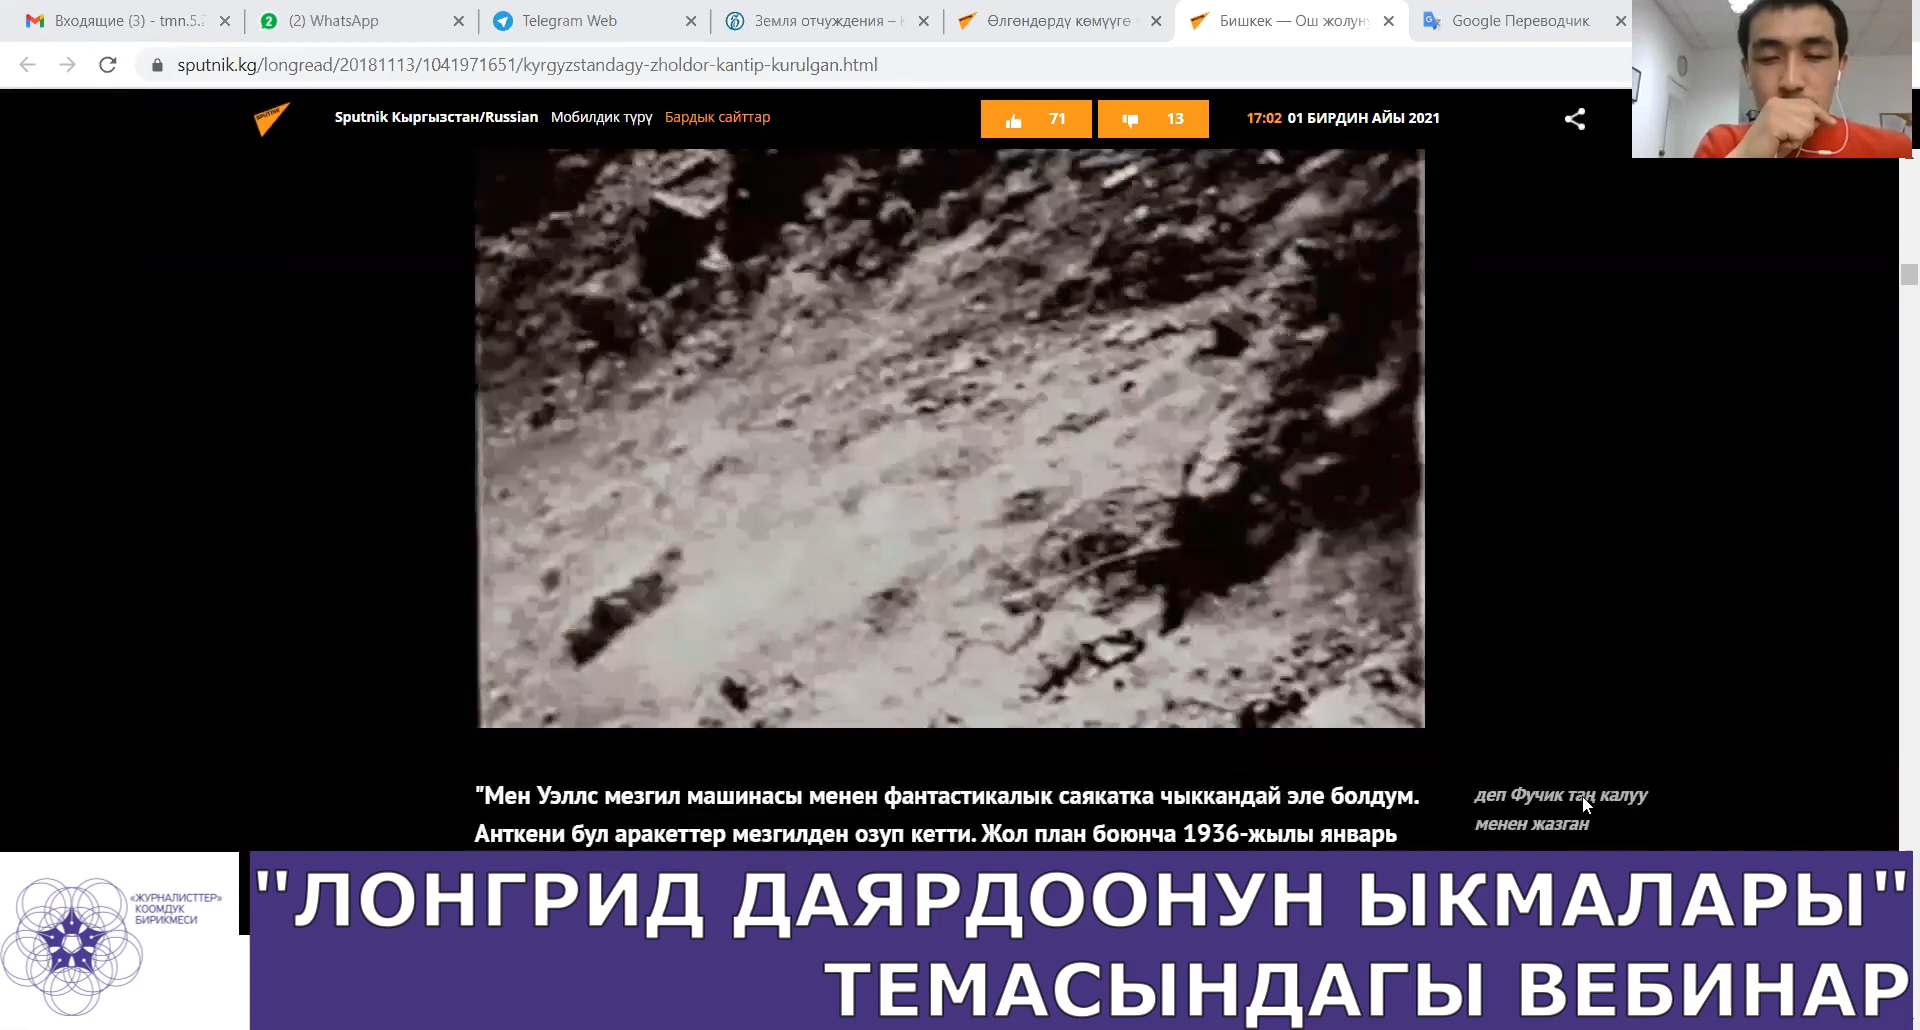 Входящие (3) - tmn.5.
(2) WhatsApp
Telegram Web
Земля отчуждения –
Өлгөндөрдү көмүүгө
Бишкек — Ош жолун
Google Переводчик
sputnik.kg/longread/20181113/1041971651/kyrgyzstandagy-zholdor-kantip-kurulgan.html
SPUTNIK
Sputnik Кыргызстан/Russian Мобилдик түрү Бардык сайттар
71
13
17:02 01 БИРДИН АЙЫ 2021
"Мен Уэллс мезгил машинасы менен фантастикалык саякатка чыккандай эле болдум.
Анткени бул аракеттер мезгилден озуп кетти. Жол план боюнча 1936-жылы январь
деп Фучик таң калуу
менен жазган
«ЖУРНАЛИСТТЕР»
КООМДУК
БИРИКМЕСИ
"ЛОНГРИД ДАЯРДООНУН ЫКМАЛАРЫ"
ТЕМАСЫНДАГЫ ВЕБИНАР